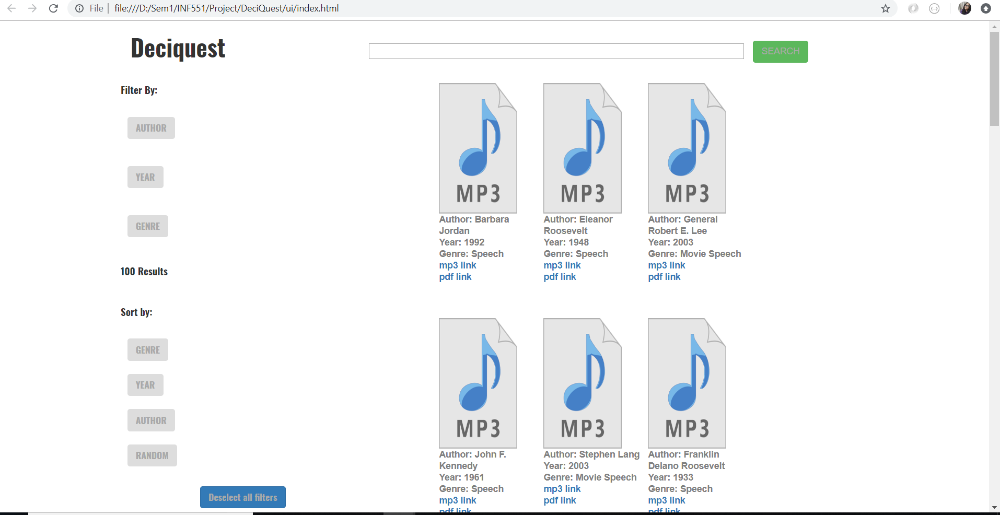 File
file:///D:/Sem1/INF551/Project/DeciQuest/ui/index.html
Deciquest
SEARCH
Filter By:
AUTHOR
YEAR
GENRE
100 Results
Sort by:
GENRE
YEAR
AUTHOR
RANDOM
Deselect all filters
MP3
Author: Barbara
Jordan
Year: 1992
Genre: Speech
mp3 link
pdf link
MP3
Author: Eleanor
Roosevelt
Year: 1948
Genre: Speech
mp3 link
pdf link
MP3
Author: General
Robert E. Lee
Year: 2003
Genre: Movie Speech
mp3 link
pdf link
MP3
Author: John F.
Kennedy
Year: 1961
Genre: Speech
mp3 link
pdf link
MP3
Author: Stephen Lang
Year: 2003
Genre: Movie Speech
mp3 link
pdf link
MP3
Author: Franklin
Delano Roosevelt
Year: 1933
Genre: Speech
mp3 link
pdf link